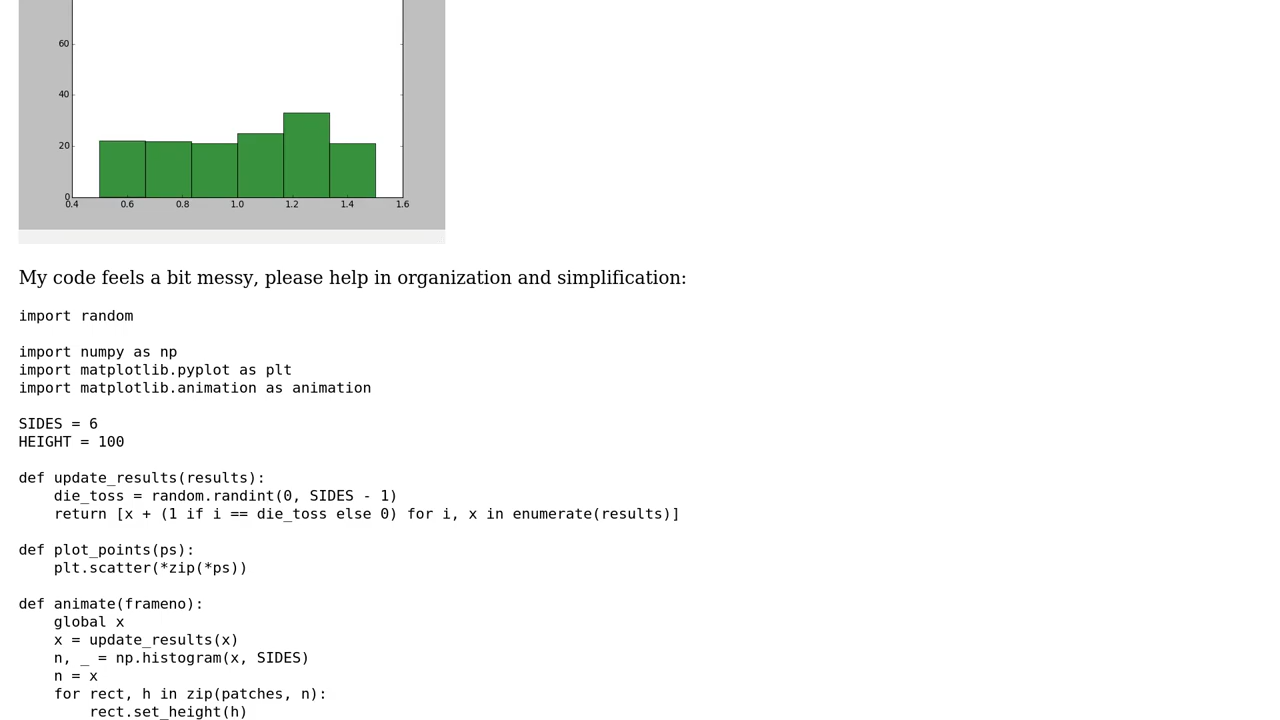 60
40
20
0
0.4 0.6 0.8 1.0 1.2 1.4 1.6
My code feels a bit messy, please help in organization and simplification:
import random
import numpy as np
import matplotlib.pyplot as plt
import matplotlib.animation as animation
SIDES = 6
HEIGHT = 100
def update_results(results):
    die_toss = random.randint(0, SIDES - 1)
    return [x + (1 if i == die_toss else 0) for i, x in enumerate(results)]
def plot_points(ps):
    plt.scatter(*zip(*ps))
def animate(frameno):
    global x
    x = update_results(x)
    n, _ = np.histogram(x, SIDES)
    n = x
    for rect, h in zip(patches, n):
        rect.set_height(h)